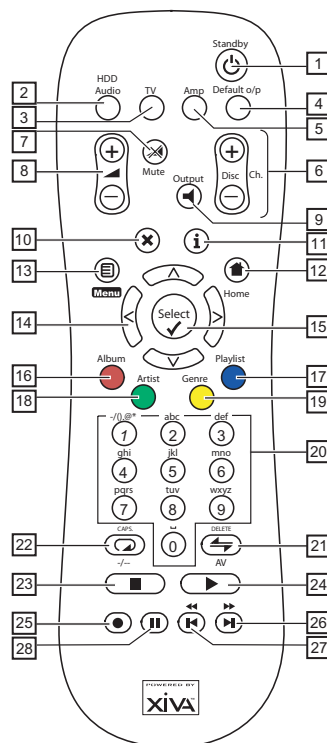 Standby
1
2
HDD
Audio
TV
Amp
Default o/p
4
3
5
7
8
Mute
Disc
Ch.
6
Output
9
10
i
11
13
Menu
Home
12
14
Select
15
16
Album
Playlist
17
18
Artist
Genre
19
-/(),@*
abc
def
1
2
3
20
ghi
jkl
mno
4
5
6
pqrs
tuv
wxyz
7
8
9
22
CAPS.
0
DELETE
21
-/--
AV
23
24
25
26
28
27
POWERED BY
XiVA